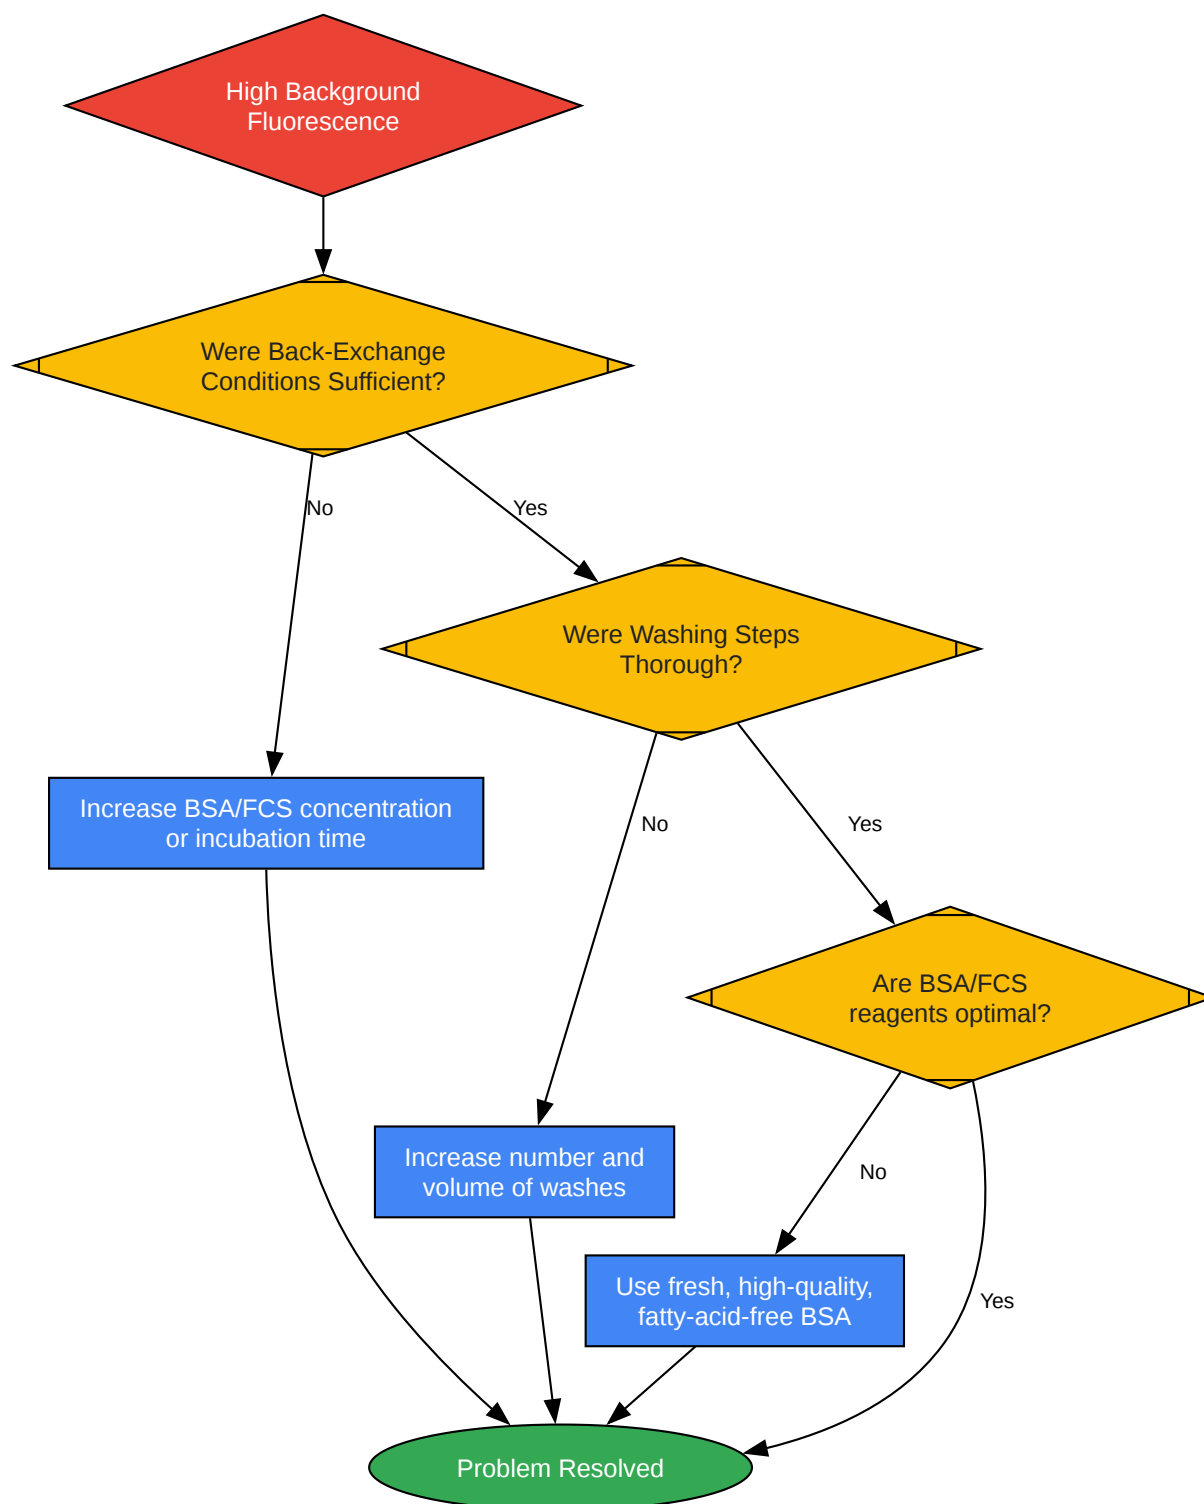 High Background
Fluorescence
Were Back-Exchange
Conditions Sufficient?
No
Yes
Were Washing Steps
Thorough?
Increase BSA/FCS concentration
or incubation time
No
Yes
Are BSA/FCS
reagents optimal?
Increase number and
volume of washes
No
Use fresh, high-quality,
fatty-acid-free BSA
Yes
Problem Resolved